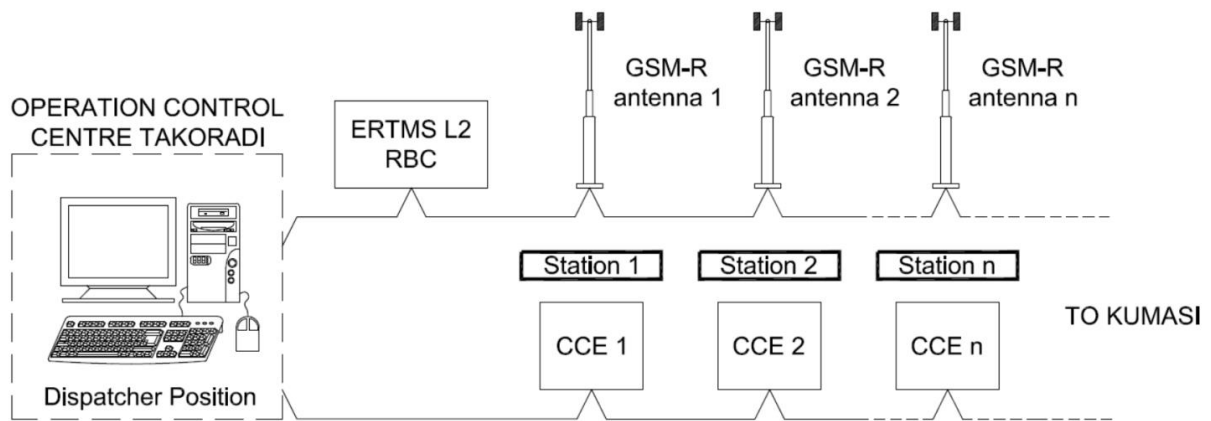 OPERATION CONTROL
CENTRE TAKORADI
Dispatcher Position
ERTMS L2
RBC
GSM-R
antenna 1
GSM-R
antenna 2
GSM-R
antenna n
Station 1
Station 2
Station n
CCE 1
CCE 2
CCE n
TO KUMASI